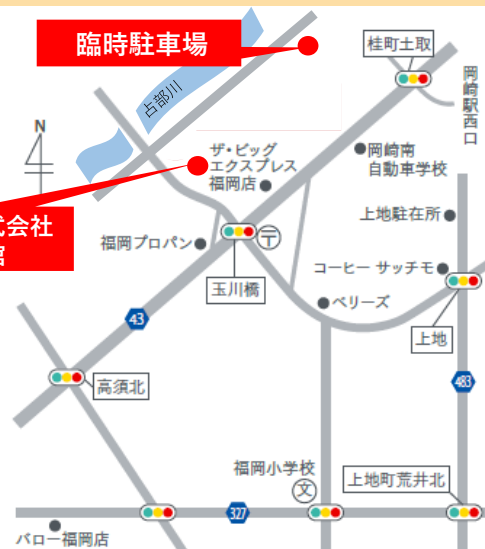 臨時駐車場
桂町土取
岡崎駅西口
占部川
N
ザ・ビッグ
エクスプレス
福岡店
岡崎南
自動車学校
式会社
館
福岡プロパン
〒
上地駐在所
玉川橋
コーヒー サッチモ
ベリーズ
上地
43
高須北
483
福岡小学校
文
上地町荒井北
327
バロー福岡店